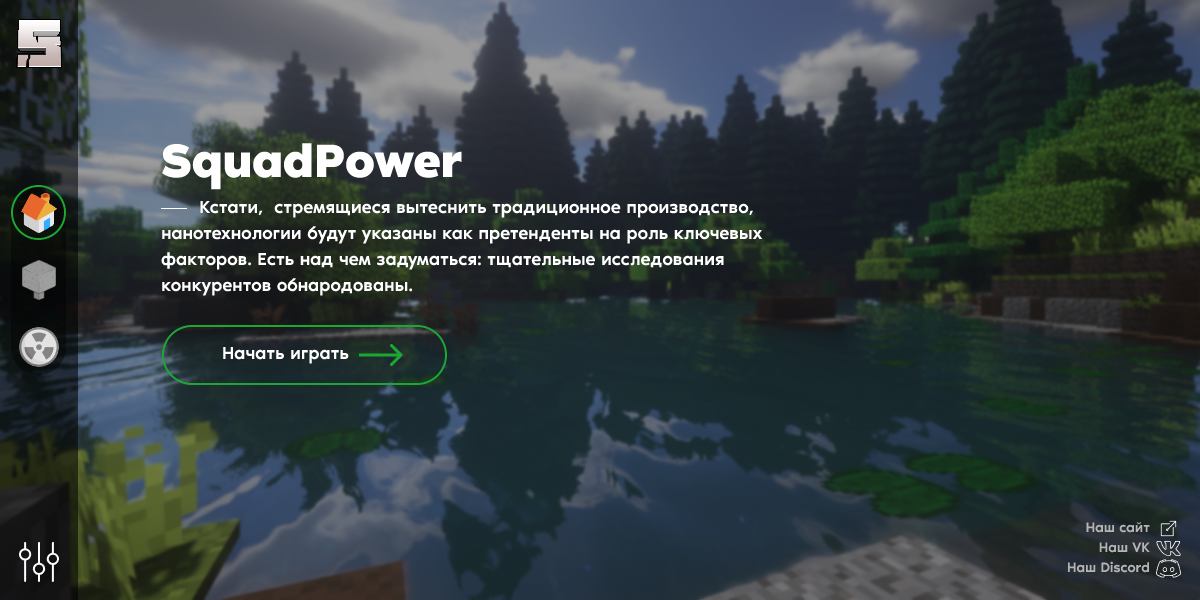 S
SquadPower
— Кстати, стремящиеся вытеснить традиционное производство,
нанотехнологии будут указаны как претенденты на роль ключевых
факторов. Есть над чем задуматься: тщательные исследования
конкурентов обнародованы.
Начать играть
Наш сайт
Наш VK
Наш Discord